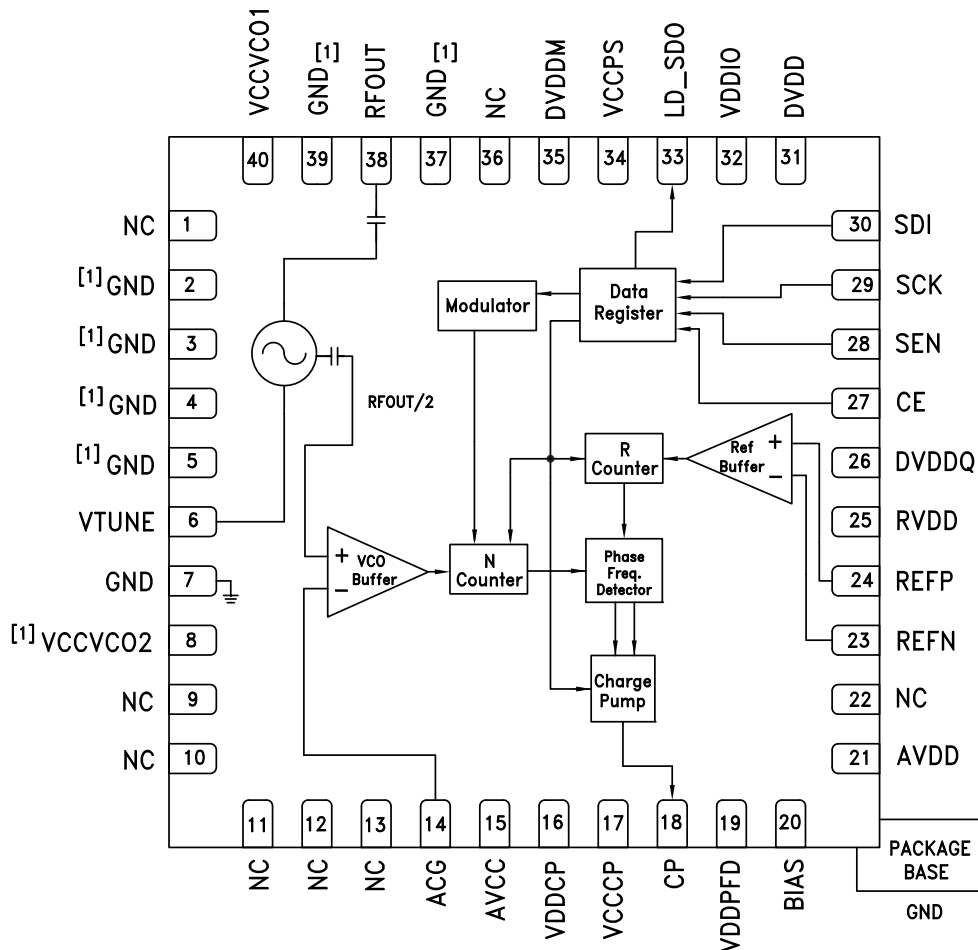 VCCVCO1
GND[1]
RFOUT
GND[1]
NC
DVDDM
VCCPS
LD_SDO
VDDIO
DVDD
40
39
38
37
36
35
34
33
32
31
NC
1
[1]GND
2
[1]GND
3
[1]GND
4
[1]GND
5
VTUNE
6
GND
7
[1]VCCVCO2
8
NC
9
NC
10
30
SDI
29
SCK
28
SEN
27
CE
26
DVDDQ
25
RVDD
24
REFP
23
REFN
22
NC
21
AVDD
Modulator
Data
Register
RFOUT/2
R
Counter
Ref
Buffer
+
−
+
−
VCO
Buffer
N
Counter
Phase
Freq.
Detector
Charge
Pump
11
12
13
14
15
16
17
18
19
20
NC
NC
NC
ACG
AVCC
VDDCP
VCCCP
CP
VDDPFD
BIAS
PACKAGE
BASE
GND